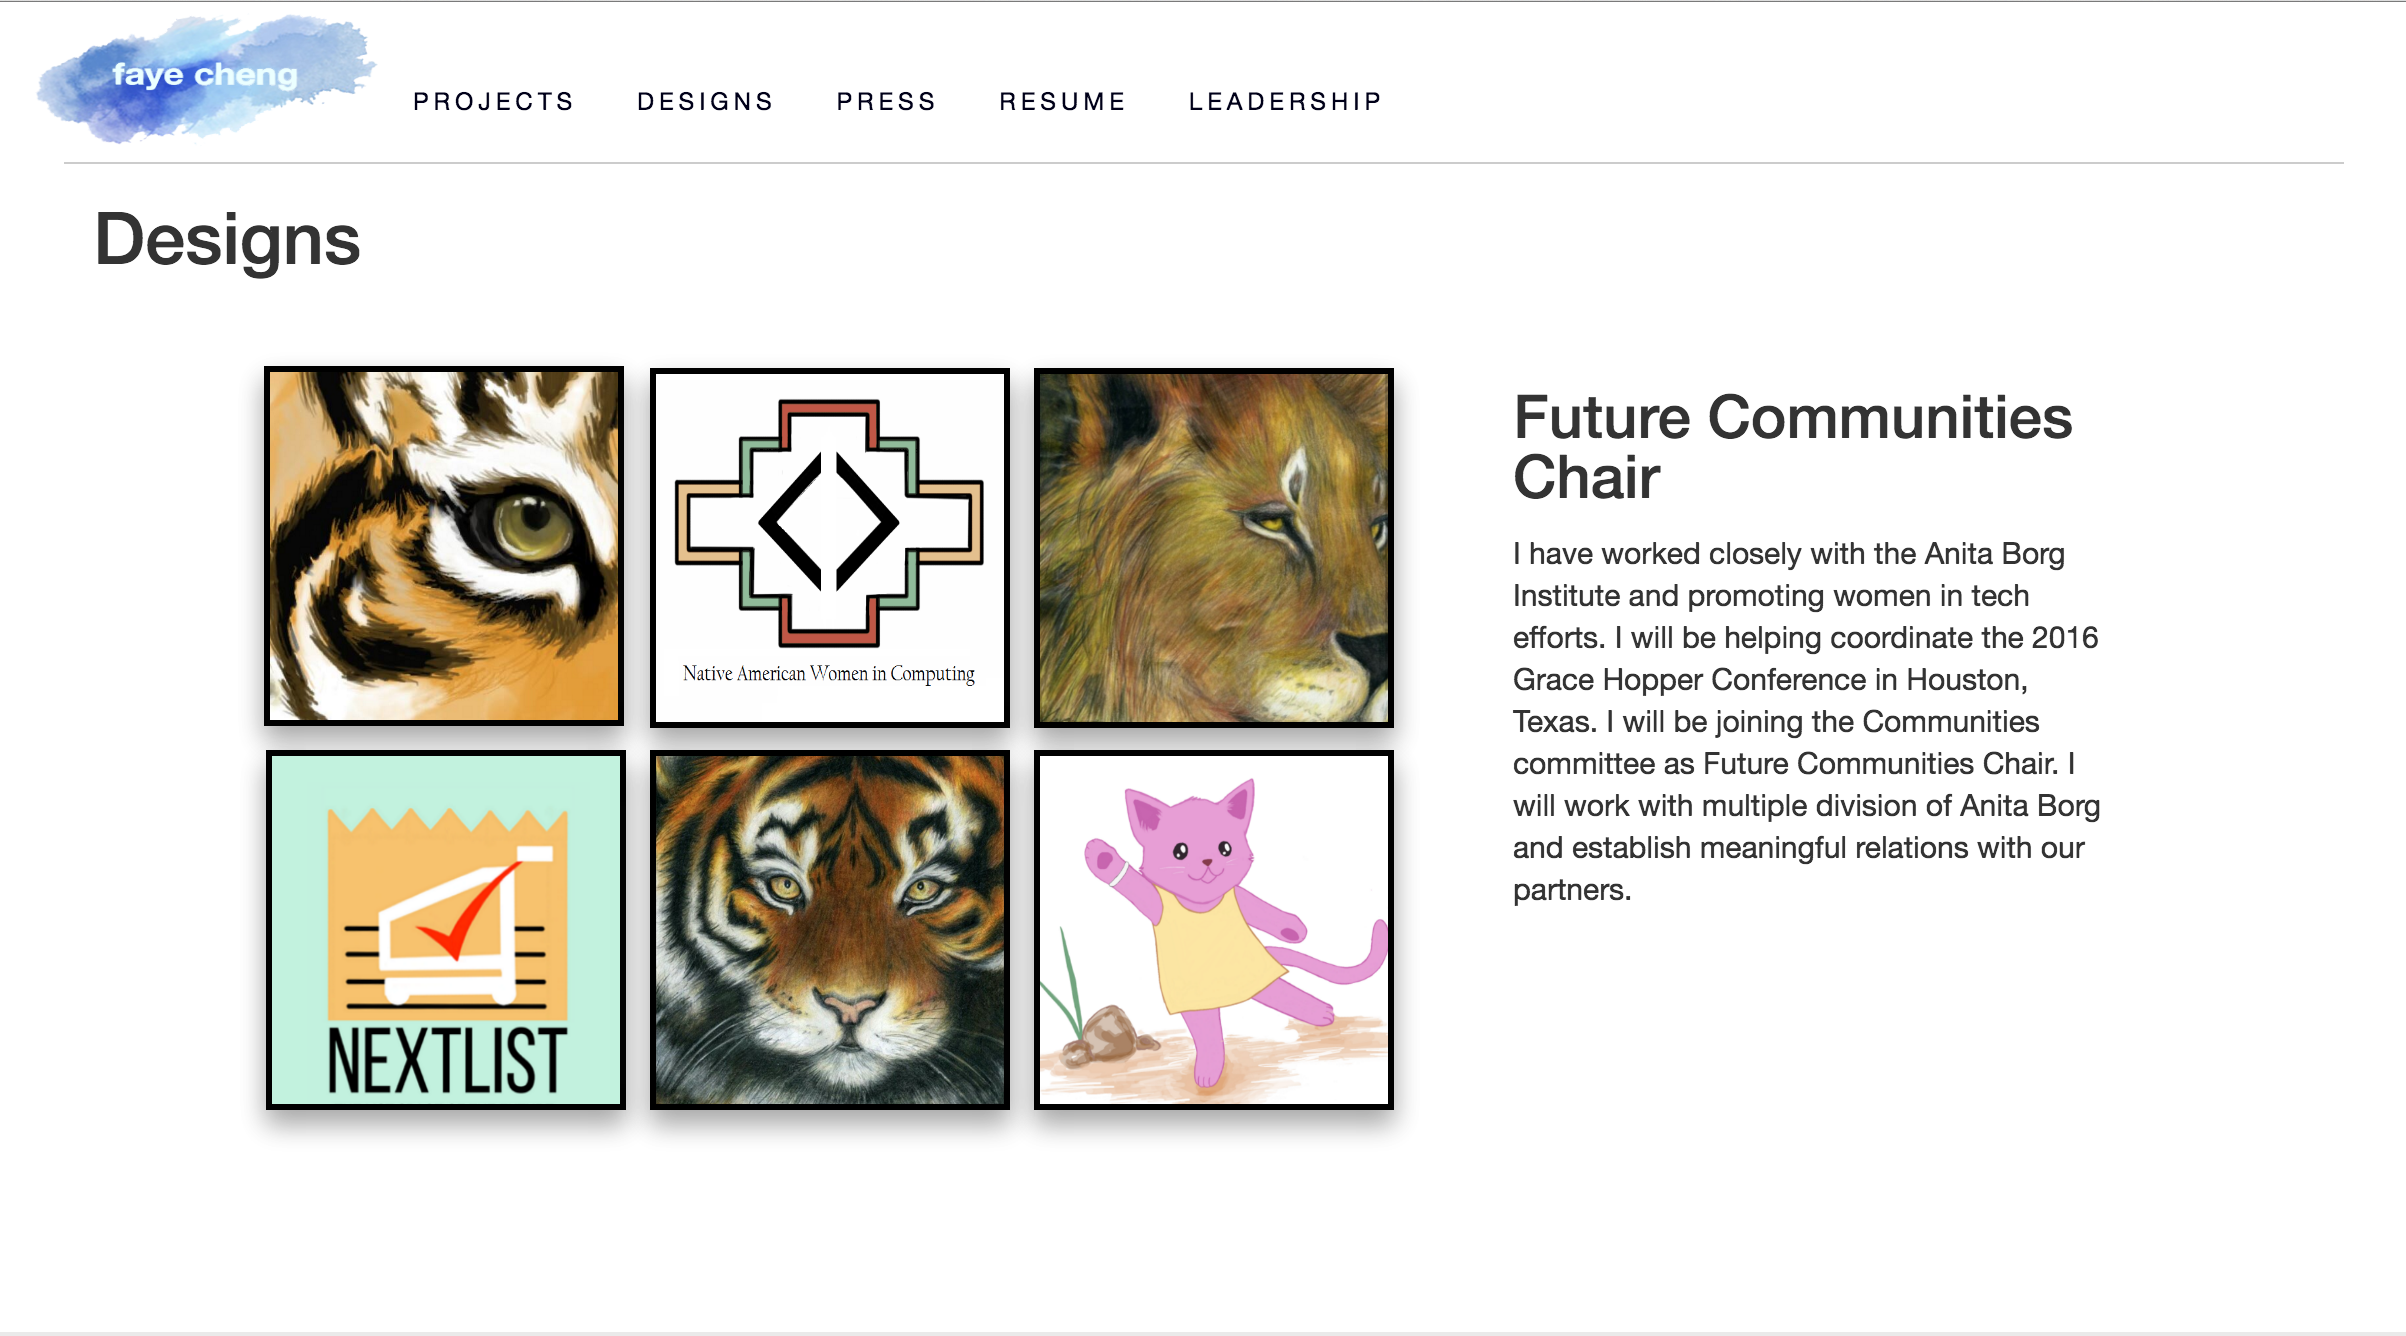 faye cheng
PROJECTS DESIGNS PRESS RESUME LEADERSHIP
Designs
Native American Women in Computing
NEXTLIST
Future Communities
Chair
I have worked closely with the Anita Borg
Institute and promoting women in tech
efforts. I will be helping coordinate the 2016
Grace Hopper Conference in Houston,
Texas. I will be joining the Communities
committee as Future Communities Chair. I
will work with multiple division of Anita Borg
and establish meaningful relations with our
partners.